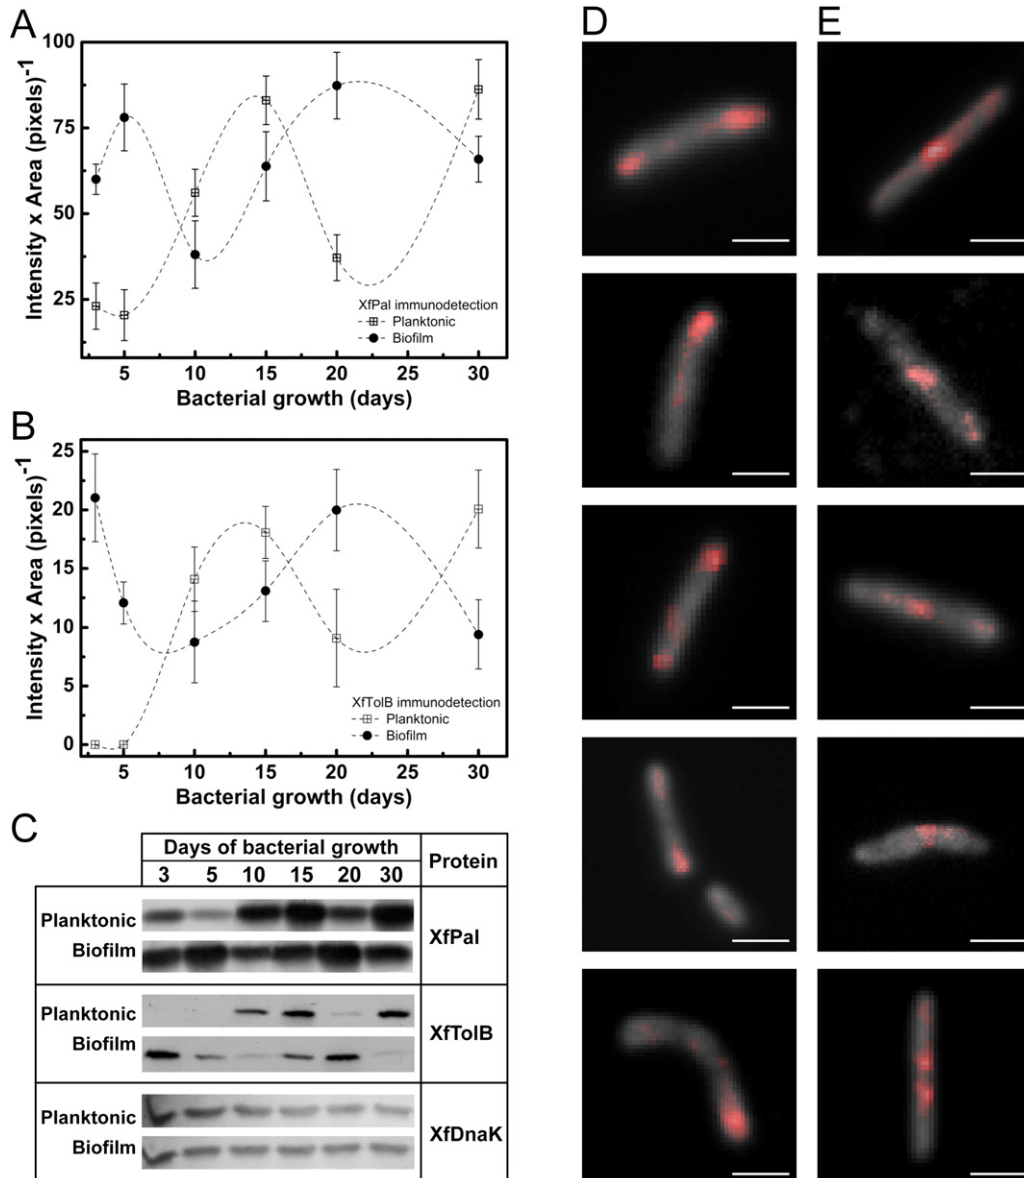 A
100
75
50
25
Intensity x Area (pixels)-1
XfPal immunodetection
Planktonic
Biofilm
5 10 15 20 25 30
Bacterial growth (days)
B
25
20
15
10
5
0
Intensity x Area (pixels)-1
XfTolB immunodetection
Planktonic
Biofilm
5 10 15 20 25 30
Bacterial growth (days)
C
Days of bacterial growth
Protein
3 5 10 15 20 30
Planktonic
Biofilm
XfPal
Planktonic
Biofilm
XfTolB
Planktonic
Biofilm
XfDnaK
D
E